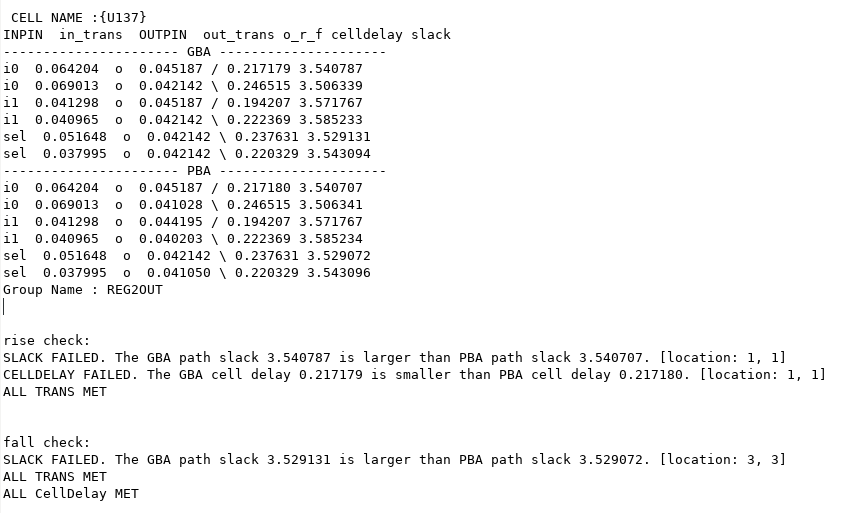 CELL NAME :{U137}
INPIN  in_trans  OUTPIN  out_trans o_r_f celldelay slack
---------------------- GBA ---------------------
i0  0.064204  o  0.045187 / 0.217179 3.540787
i0  0.069013  o  0.042142 \ 0.246515 3.506339
i1  0.041298  o  0.045187 / 0.194207 3.571767
i1  0.040965  o  0.042142 \ 0.222369 3.585233
sel  0.051648  o  0.042142 \ 0.237631 3.529131
sel  0.037995  o  0.042142 \ 0.220329 3.543094
---------------------- PBA ---------------------
i0  0.064204  o  0.045187 / 0.217180 3.540707
i0  0.069013  o  0.041028 \ 0.246515 3.506341
i1  0.041298  o  0.044195 / 0.194207 3.571767
i1  0.040965  o  0.040203 \ 0.222369 3.585234
sel  0.051648  o  0.042142 \ 0.237631 3.529072
sel  0.037995  o  0.041050 \ 0.220329 3.543096
Group Name : REG2OUT
rise check:
SLACK FAILED. The GBA path slack 3.540787 is larger than PBA path slack 3.540707. [location: 1, 1]
CELLDELAY FAILED. The GBA cell delay 0.217179 is smaller than PBA cell delay 0.217180. [location: 1, 1]
ALL TRANS MET
fall check:
SLACK FAILED. The GBA path slack 3.529131 is larger than PBA path slack 3.529072. [location: 3, 3]
ALL TRANS MET
ALL CellDelay MET